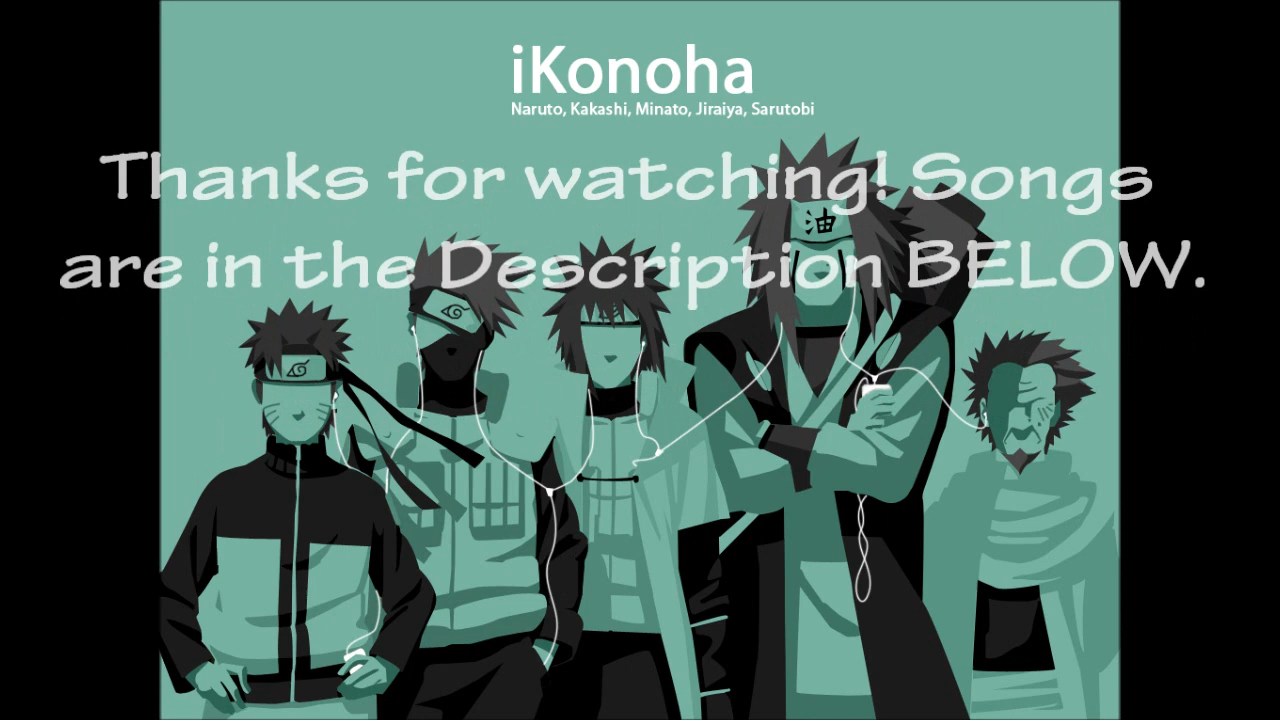 iKonoha
Naruto, Kakashi, Minato, Jiraiya, Sarutobi
Thanks for watching! Songs
are in the Description BELOW.
油